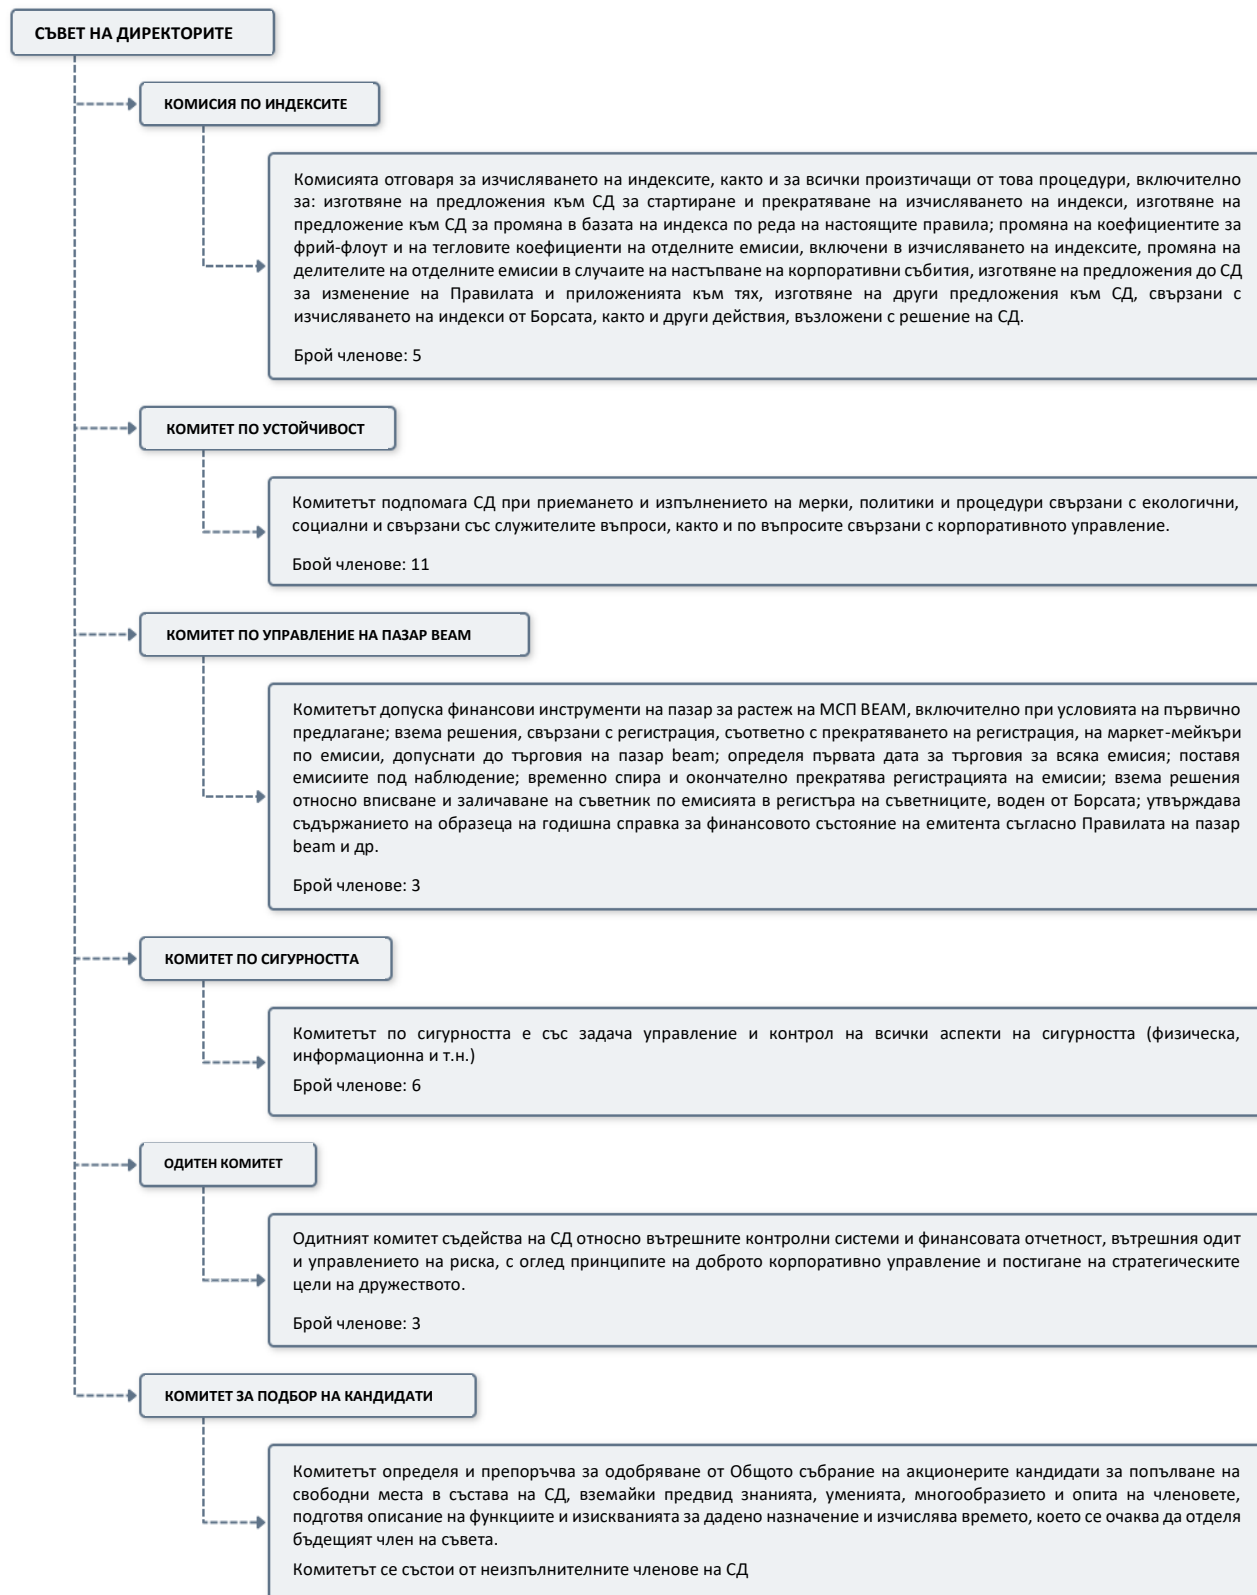 СЪВЕТ НА ДИРЕКТОРИТЕ
КОМИСИЯ ПО ИНДЕКСИТЕ
Комисията отговаря за изчисляването на индексите, както и за всички произтичащи от това процедури, включително
за: изготвяне на предложения към СД за стартиране и прекратяване на изчисляването на индекси, изготвяне на
предложение към СД за промяна в базата на индекса по реда на настоящите правила; промяна на коефициентите за
фрий-флоут и на тегловите коефициенти на отделните емисии, включени в изчисляването на индексите, промяна на
делителите на отделните емисии в случаите на настъпване на корпоративни събития, изготвяне на предложения до СД
за изменение на Правилата и приложенията към тях, изготвяне на други предложения към СД, свързани с
изчисляването на индекси от Борсата, както и други действия, възложени с решение на СД.
Брой членове: 5
КОМИТЕТ ПО УСТОЙЧИВОСТ
Комитетът подпомага СД при приемането и изпълнението на мерки, политики и процедури свързани с екологични,
социални и свързани със служителите въпроси, както и по въпросите свързани с корпоративното управление.
Брой членове: 11
КОМИТЕТ ПО УПРАВЛЕНИЕ НА ПАЗАР BEAM
Комитетът допуска финансови инструменти на пазар за растеж на МСП BEAM, включително при условията на първично
предлагане; взема решения, свързани с регистрация, съответно с прекратяването на регистрация, на маркет-мейкъри
по емисии, допуснати до търговия на пазар beam; определя първата дата за търговия за всяка емисия; поставя
емисиите под наблюдение; временно спира и окончателно прекратява регистрацията на емисии; взема решения
относно вписване и заличаване на съветник по емисията в регистъра на съветниците, воден от Борсата; утвърждава
съдържанието на образеца на годишна справка за финансовото състояние на емитента съгласно Правилата на пазар
beam и др.
Брой членове: 3
КОМИТЕТ ПО СИГУРНОСТТА
Комитетът по сигурността е със задача управление и контрол на всички аспекти на сигурността (физическа,
информационна и т.н.)
Брой членове: 6
ОДИТЕН КОМИТЕТ
Одитният комитет съдейства на СД относно вътрешните контролни системи и финансовата отчетност, вътрешния одит
и управлението на риска, с оглед принципите на доброто корпоративно управление и постигане на стратегическите
цели на дружеството.
Брой членове: 3
КОМИТЕТ ЗА ПОДБОР НА КАНДИДАТИ
Комитетът определя и препоръчва за одобряване от Общото събрание на акционерите кандидати за попълване на
свободни места в състава на СД, вземайки предвид знанията, уменията, многообразието и опита на членовете,
подготвя описание на функциите и изискванията за дадено назначение и изчислява времето, което се очаква да отделя
бъдещият член на съвета.
Комитетът се състои от неизпълнителните членове на СД